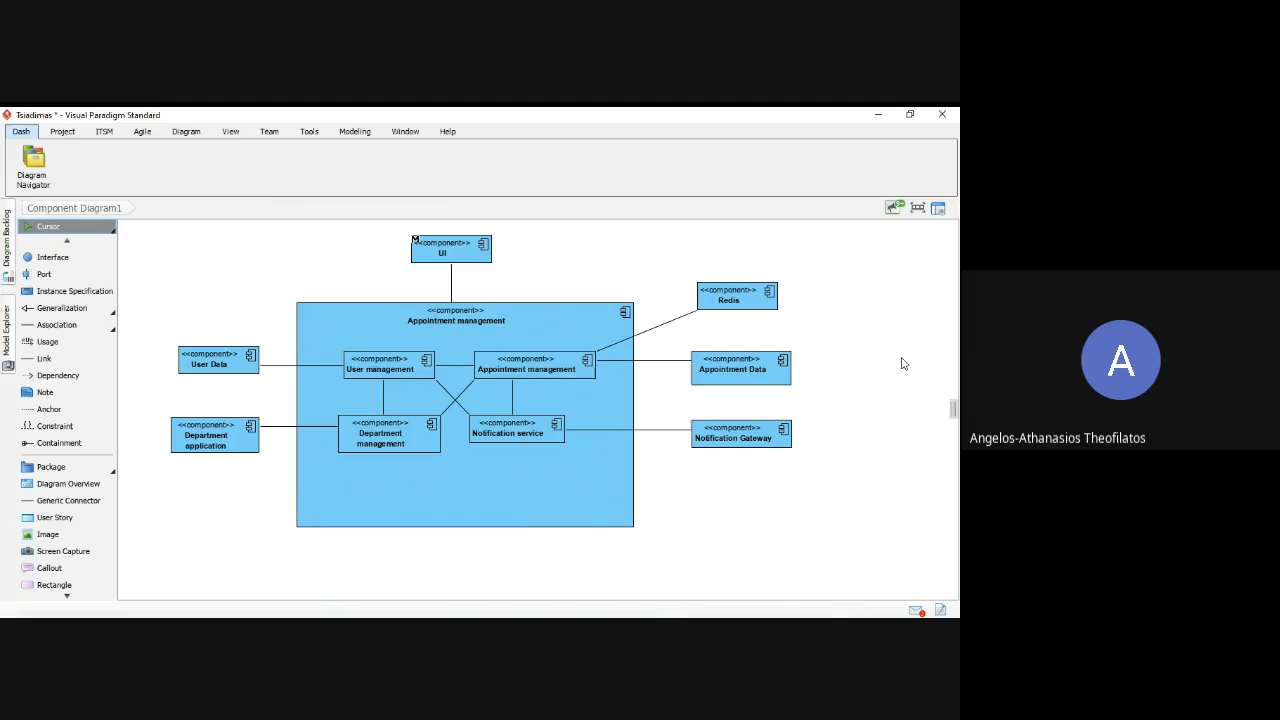 Tsiadimas * - Visual Paradigm Standard
Dash Project ITSM Agile Diagram View Team Tools Modeling Window Help
Diagram
Navigator
Component Diagram1
Diagram Backlog
Model Explorer
Cursor
Interface
Port
Instance Specification
Generalization
Association
Usage
Link
Dependency
Note
Anchor
Constraint
Containment
Package
Diagram Overview
Generic Connector
User Story
Image
Screen Capture
Callout
Rectangle
<<component>>
UI
<<component>>
Redis
<<component>>
Appointment management
<<component>>
User Data
<<component>>
User management
<<component>>
Appointment management
<<component>>
Appointment Data
<<component>>
Department
application
<<component>>
Department
management
<<component>>
Notification service
<<component>>
Notification Gateway
A
Angelos-Athanasios Theofilatos